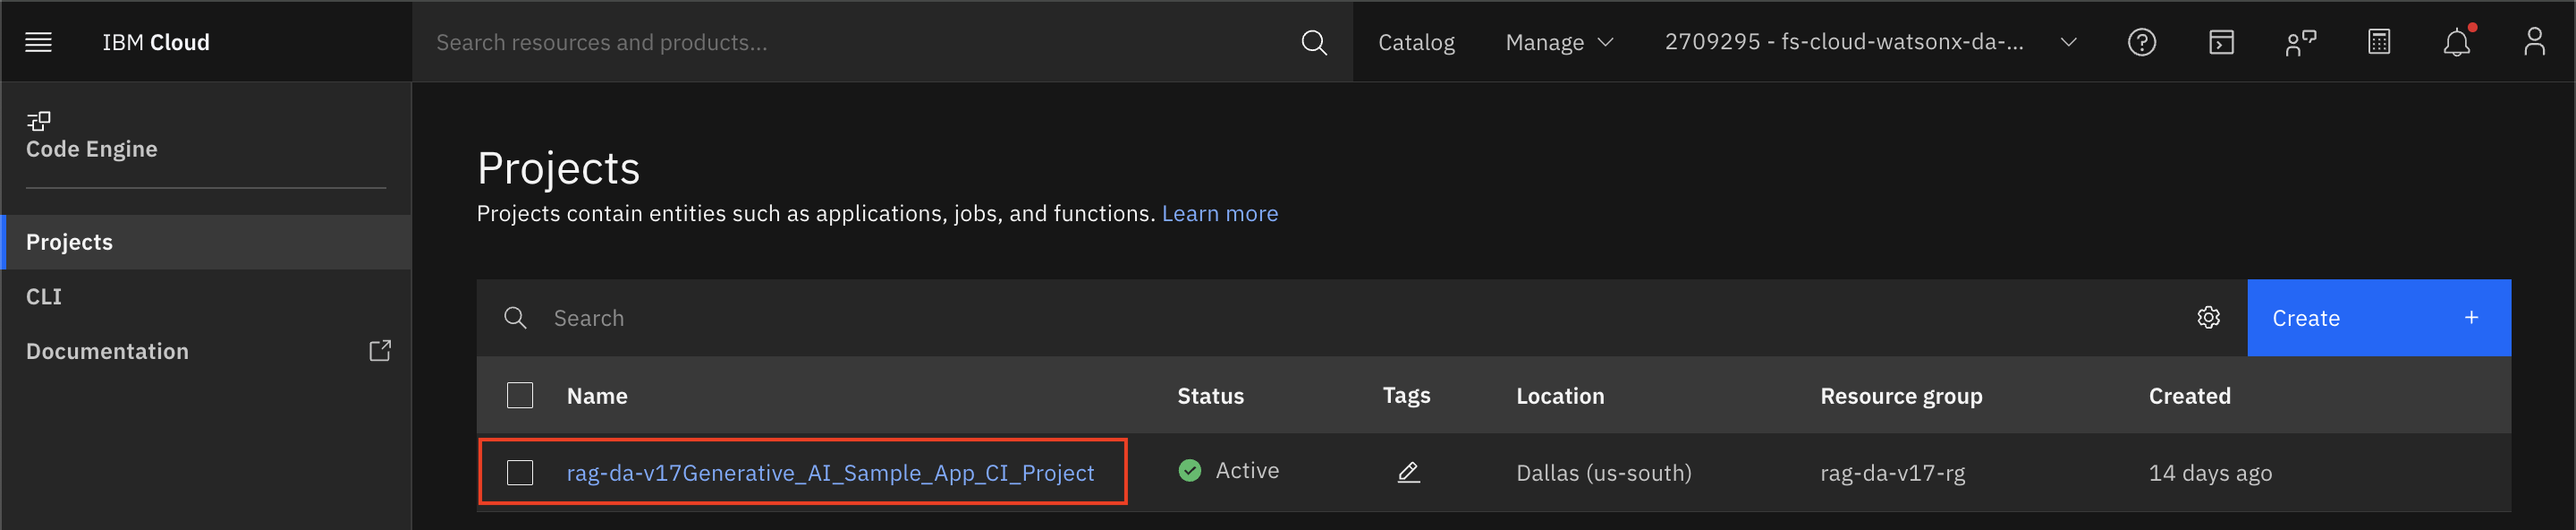 IBM Cloud
Search resources and products...
Catalog
Manage
2709295 - fs-cloud-watsonx-da-...
Code Engine
Projects
CLI
Documentation
Projects
Projects contain entities such as applications, jobs, and functions. Learn more
Search
Create +
Name Status Tags Location Resource group Created
rag-da-v17Generative_AI_Sample_App_CI_Project Active Dallas (us-south) rag-da-v17-rg 14 days ago